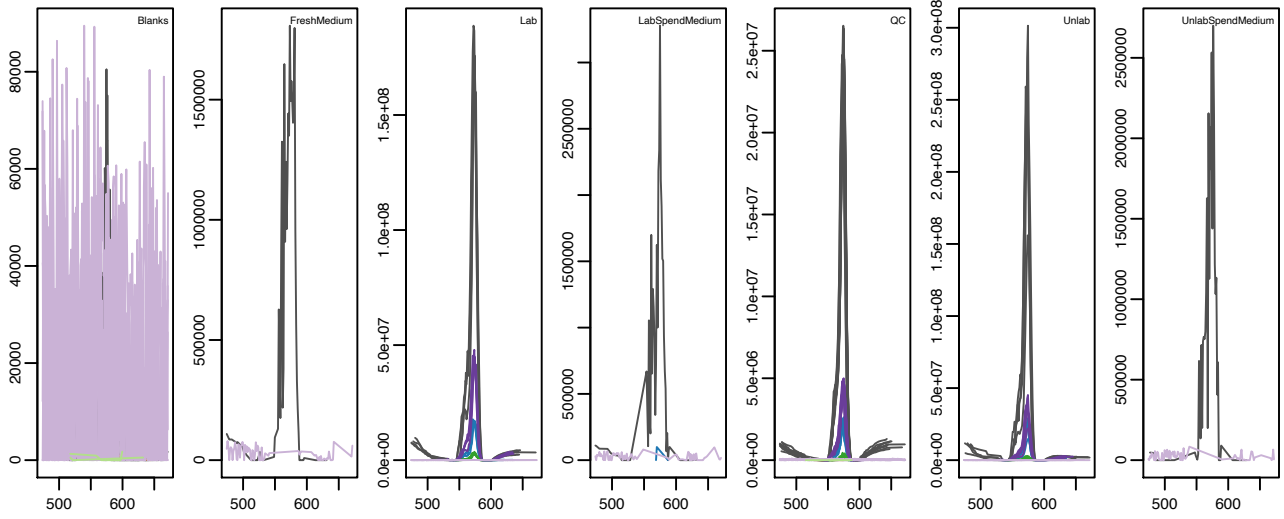 Blanks
0
20000
40000
60000
80000
500
600
FreshMedium
0
500000
1000000
1500000
500
600
Lab
0.0e+00
5.0e+07
1.0e+08
1.5e+08
500
600
LabSpendMedium
0
500000
1500000
2500000
500
600
QC
0.0e+00
5.0e+06
1.0e+07
1.5e+07
2.0e+07
2.5e+07
500
600
Unlab
0.0e+00
5.0e+07
1.0e+08
1.5e+08
2.0e+08
2.5e+08
3.0e+08
500
600
UnlabSpendMedium
0
500000
1000000
1500000
2000000
2500000
500
600